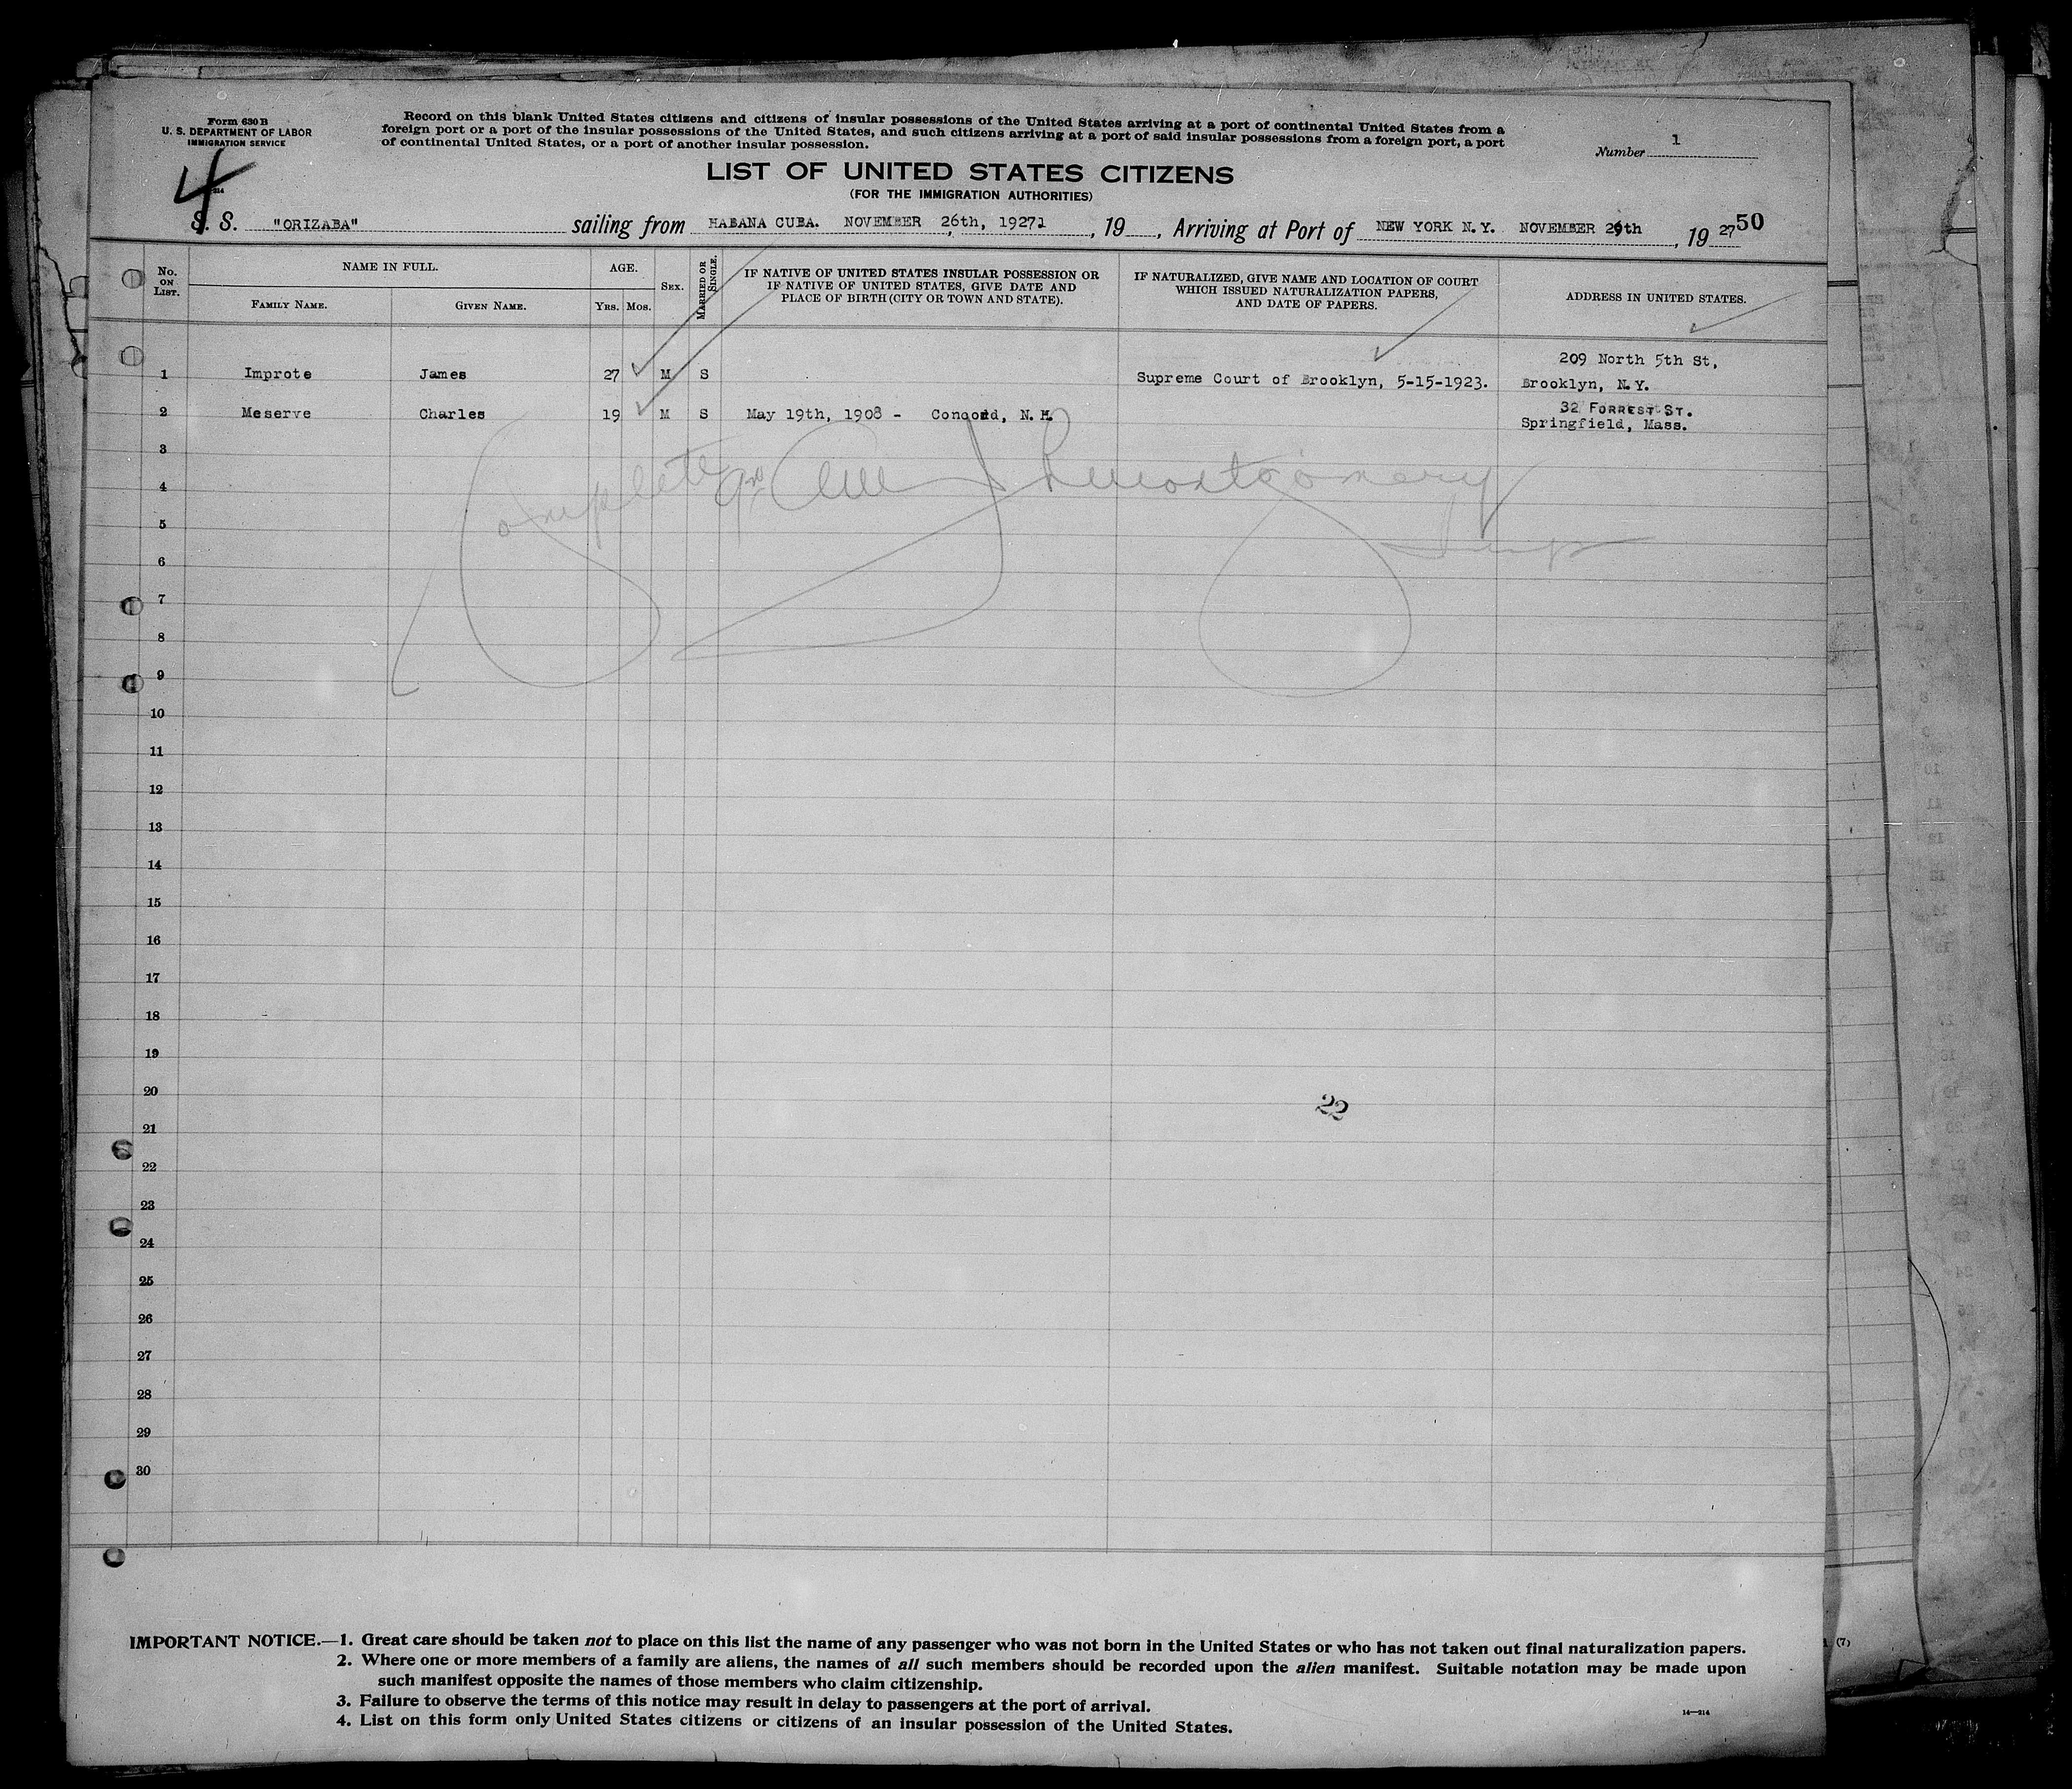 Form 630 B
U. S. DEPARTMENT OF LABOR
IMMIGRATION SERVICE
4
Record on this blank United States citizens and citizens of insular possessions of the United States arriving at a port of continental United States from a
foreign port or a port of the insular possessions of the United States, and such citizens arriving at a port of said insular possessions from a foreign port, a port
of continental United States, or a port of another insular possession.
Number 1
LIST OF UNITED STATES CITIZENS
(FOR THE IMMIGRATION AUTHORITIES)
S. S. "ORIZABA" sailing from HABANA CUBA. NOVEMBER 26th, 1927 , 19 , Arriving at Port of NEW YORK N.Y. NOVEMBER 29th , 19 27 50
No. ON LIST.
NAME IN FULL.
FAMILY NAME.
GIVEN NAME.
AGE.
YRS. MOS.
SEX.
MARRIED OR SINGLE.
IF NATIVE OF UNITED STATES INSULAR POSSESSION OR
IF NATIVE OF UNITED STATES, GIVE DATE AND
PLACE OF BIRTH (CITY OR TOWN AND STATE).
IF NATURALIZED, GIVE NAME AND LOCATION OF COURT
WHICH ISSUED NATURALIZATION PAPERS,
AND DATE OF PAPERS.
ADDRESS IN UNITED STATES.
209 North 5th St,
1 Improte James 27 M S Supreme Court of Brooklyn, 5-15-1923. Brooklyn, N.Y.
2 Meserve Charles 19 M S May 19th, 1908 - Concord, N.H. 32 FORREST ST.
Springfield, Mass.
3
4
Montgomery
5
6
7
8
9
10
11
12
13
14
15
16
17
18
19
20
22
21
22
23
24
25
26
27
28
29
30
IMPORTANT NOTICE.—1. Great care should be taken not to place on this list the name of any passenger who was not born in the United States or who has not taken out final naturalization papers.
2. Where one or more members of a family are aliens, the names of all such members should be recorded upon the alien manifest. Suitable notation may be made upon
such manifest opposite the names of those members who claim citizenship.
3. Failure to observe the terms of this notice may result in delay to passengers at the port of arrival.
4. List on this form only United States citizens or citizens of an insular possession of the United States.
14—214
(7)